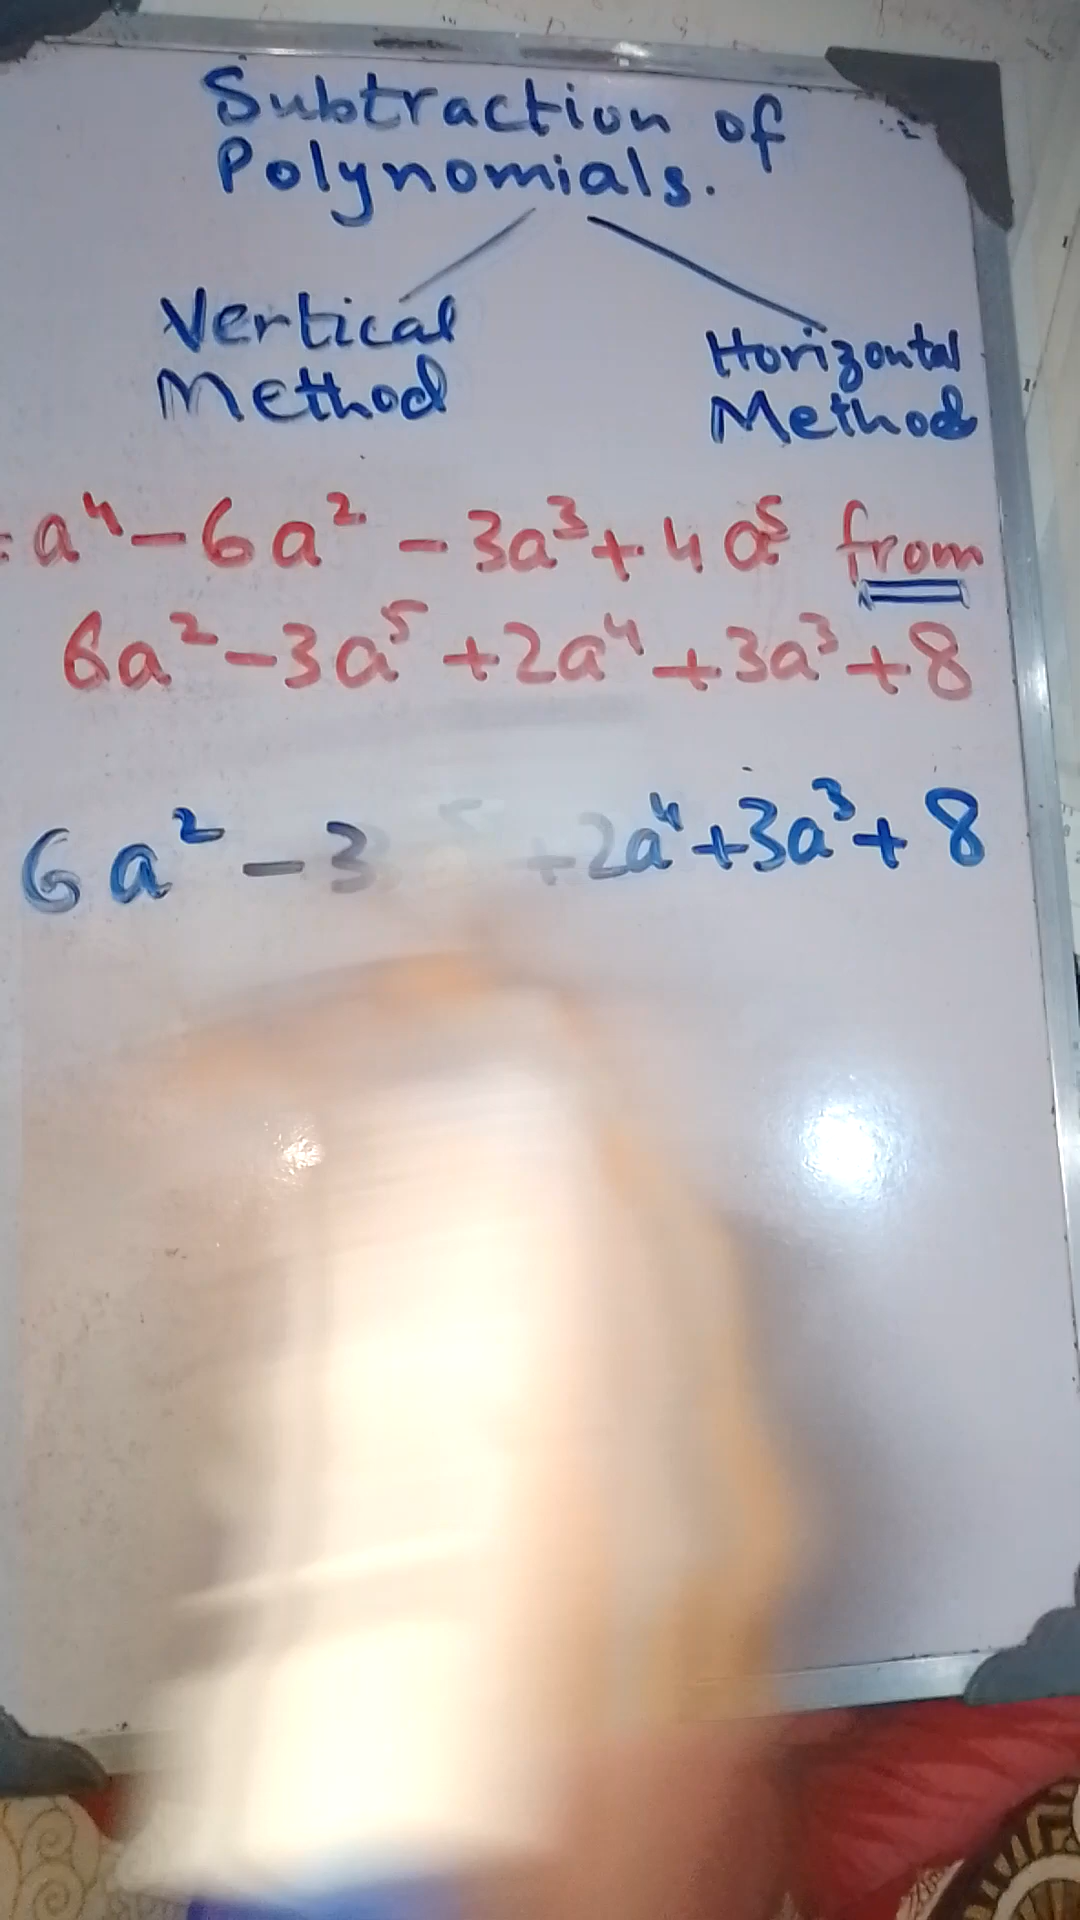 Subtraction of
Polynomials.
Vertical
Method
Horizontal
Method
a⁴ - 6a² - 3a³ + 4a⁵ from
6a² - 3a⁵ + 2a⁴ + 3a³ + 8
6a² - 3 ⁵ + 2a⁴ + 3a³ + 8